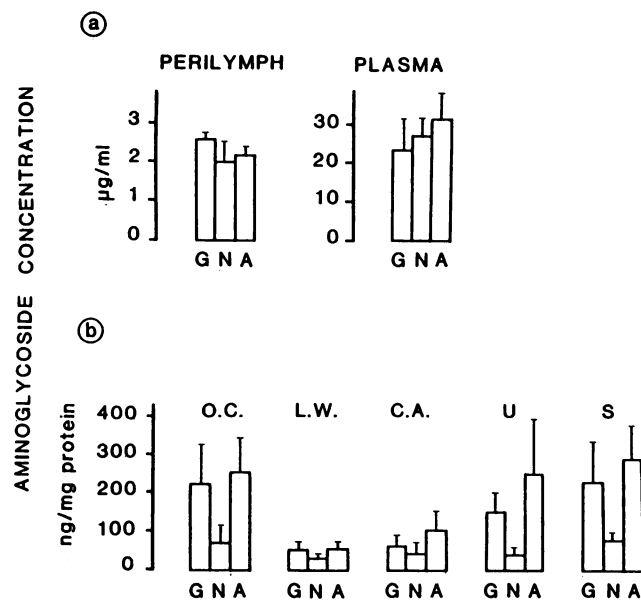 a
PERILYMPH
PLASMA
AMINOGLYCOSIDE CONCENTRATION
µg/ml
3
2
1
0
G N A
30
20
10
0
G N A
b
ng/mg protein
400
300
200
100
0
O.C. L.W. C.A. U S
G N A G N A G N A G N A G N A